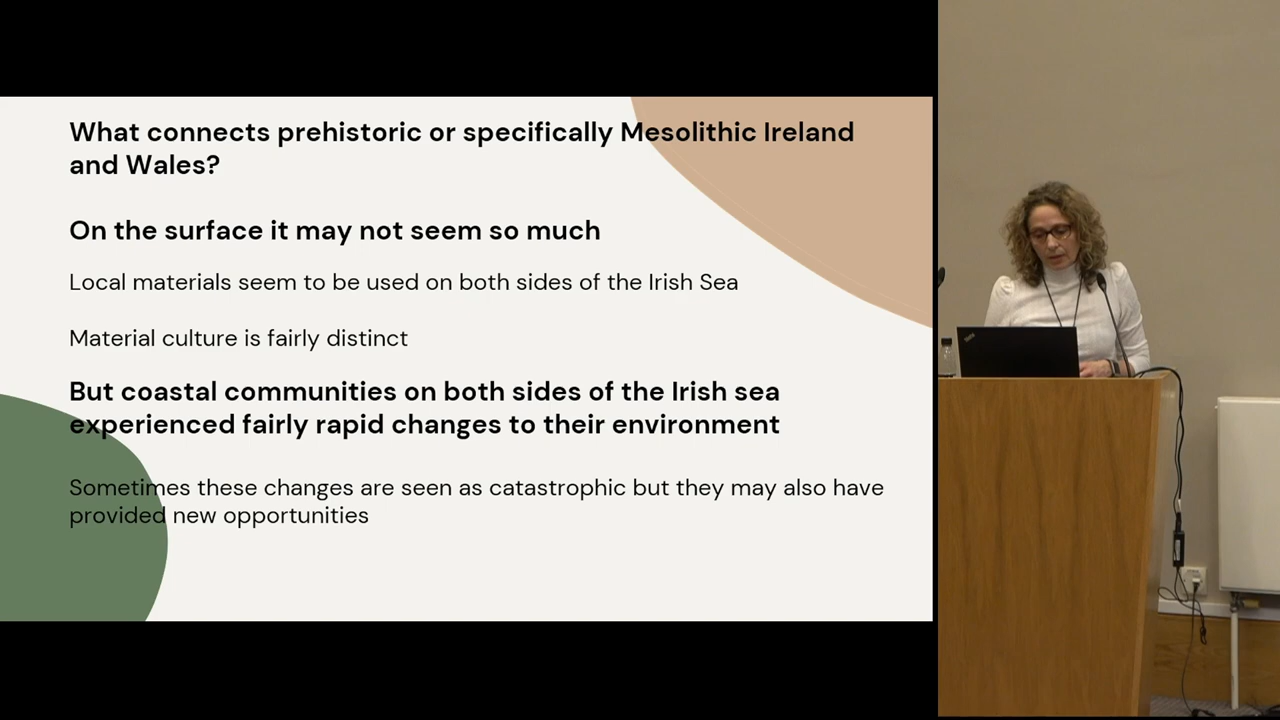 What connects prehistoric or specifically Mesolithic Ireland
and Wales?
On the surface it may not seem so much
Local materials seem to be used on both sides of the Irish Sea
Material culture is fairly distinct
But coastal communities on both sides of the Irish sea
experienced fairly rapid changes to their environment
Sometimes these changes are seen as catastrophic but they may also have
provided new opportunities